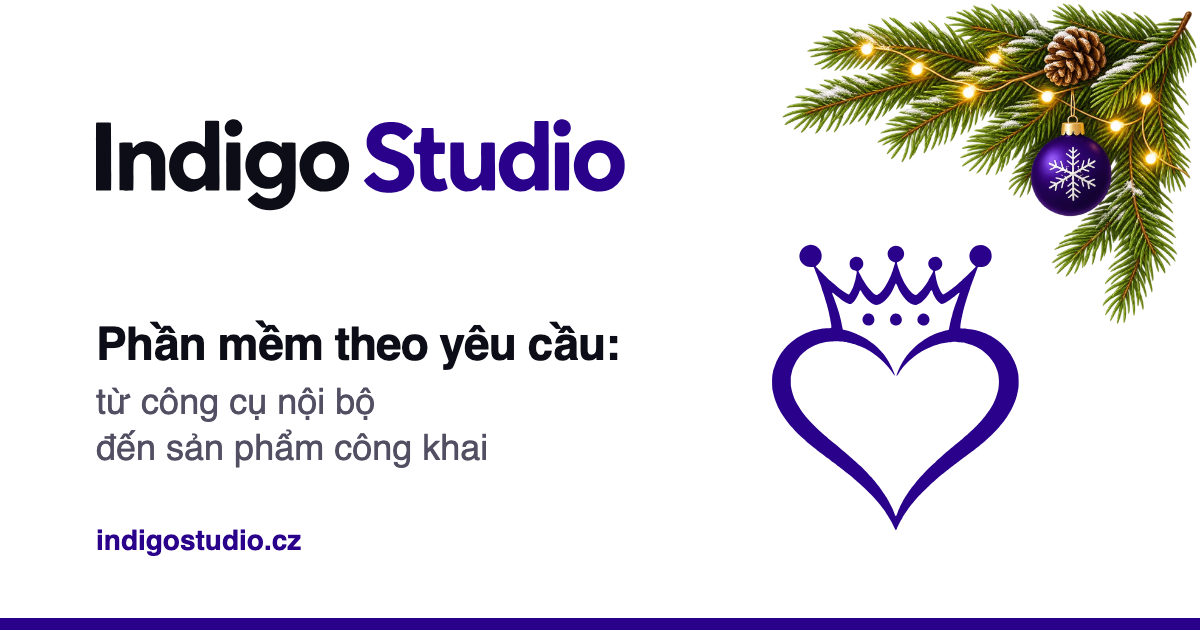 Indigo Studio
Phần mềm theo yêu cầu:
từ công cụ nội bộ
đến sản phẩm công khai
indigostudio.cz